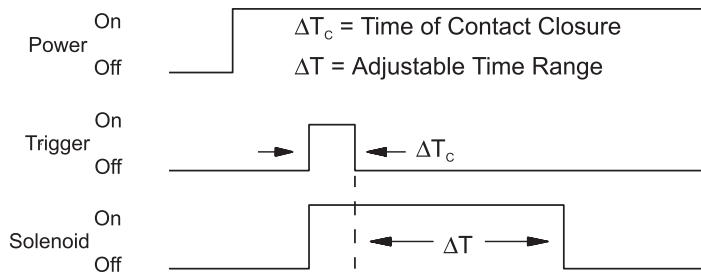 On
Power
Off
ΔTc = Time of Contact Closure
ΔT = Adjustable Time Range
On
Trigger
Off
ΔTc
On
Solenoid
Off
ΔT